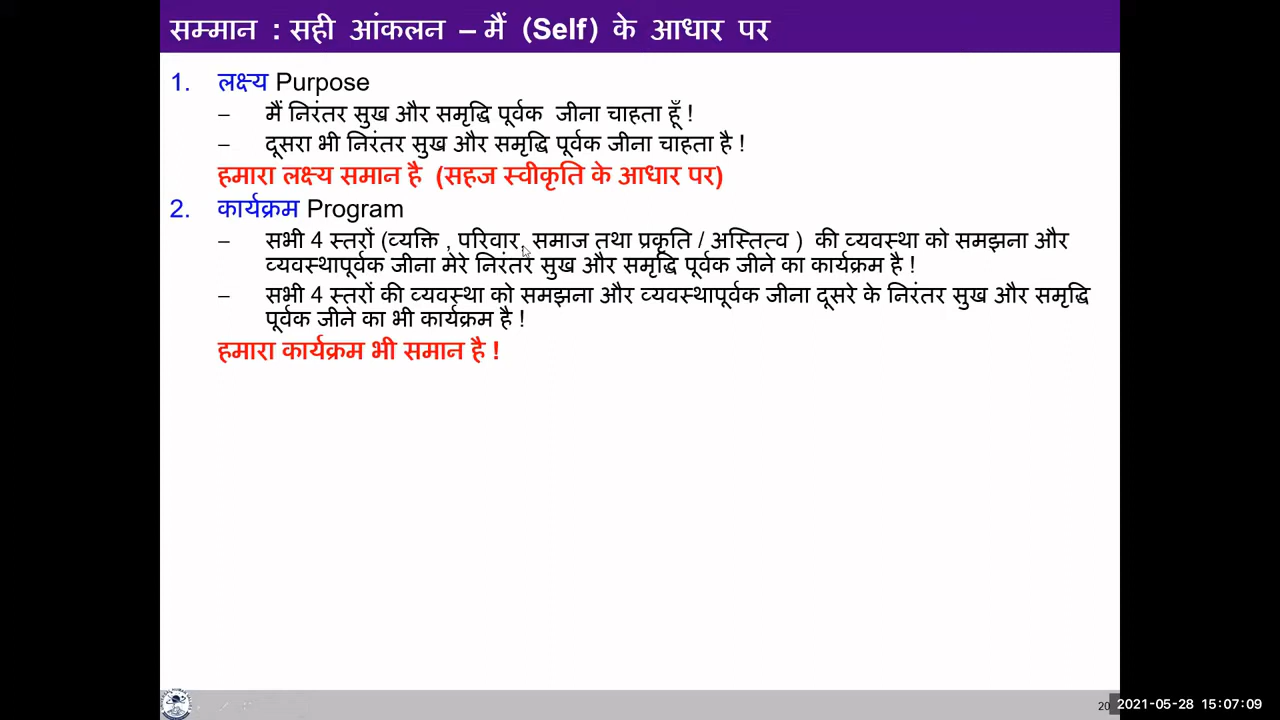 सम्मान : सही आंकलन – मैं (Self) के आधार पर
1. लक्ष्य Purpose
– मैं निरंतर सुख और समृद्धि पूर्वक जीना चाहता हूँ !
– दूसरा भी निरंतर सुख और समृद्धि पूर्वक जीना चाहता है !
हमारा लक्ष्य समान है (सहज स्वीकृति के आधार पर)
2. कार्यक्रम Program
– सभी 4 स्तरों (व्यक्ति , परिवार, समाज तथा प्रकृति / अस्तित्व ) की व्यवस्था को समझना और
व्यवस्थापूर्वक जीना मेरे निरंतर सुख और समृद्धि पूर्वक जीने का कार्यक्रम है !
– सभी 4 स्तरों की व्यवस्था को समझना और व्यवस्थापूर्वक जीना दूसरे के निरंतर सुख और समृद्धि
पूर्वक जीने का भी कार्यक्रम है !
हमारा कार्यक्रम भी समान है !
20
2021-05-28 15:07:09